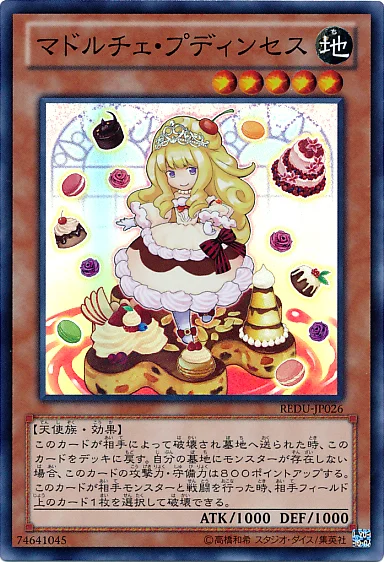 マドルチェ・プディンセス
地
REDU-JP026
【天使族・効果】
このカードが相手によって破壊され墓地へ送られた時、この
カードをデッキに戻す。自分の墓地にモンスターが存在しな
い場合、このカードの攻撃力・守備力は８００ポイントアップする。
このカードが相手モンスターと戦闘を行った時、相手フィールド
上のカード１枚を選択して破壊できる。
ATK/1000 DEF/1000
74641045
©高橋和希 スタジオ・ダイス/集英社